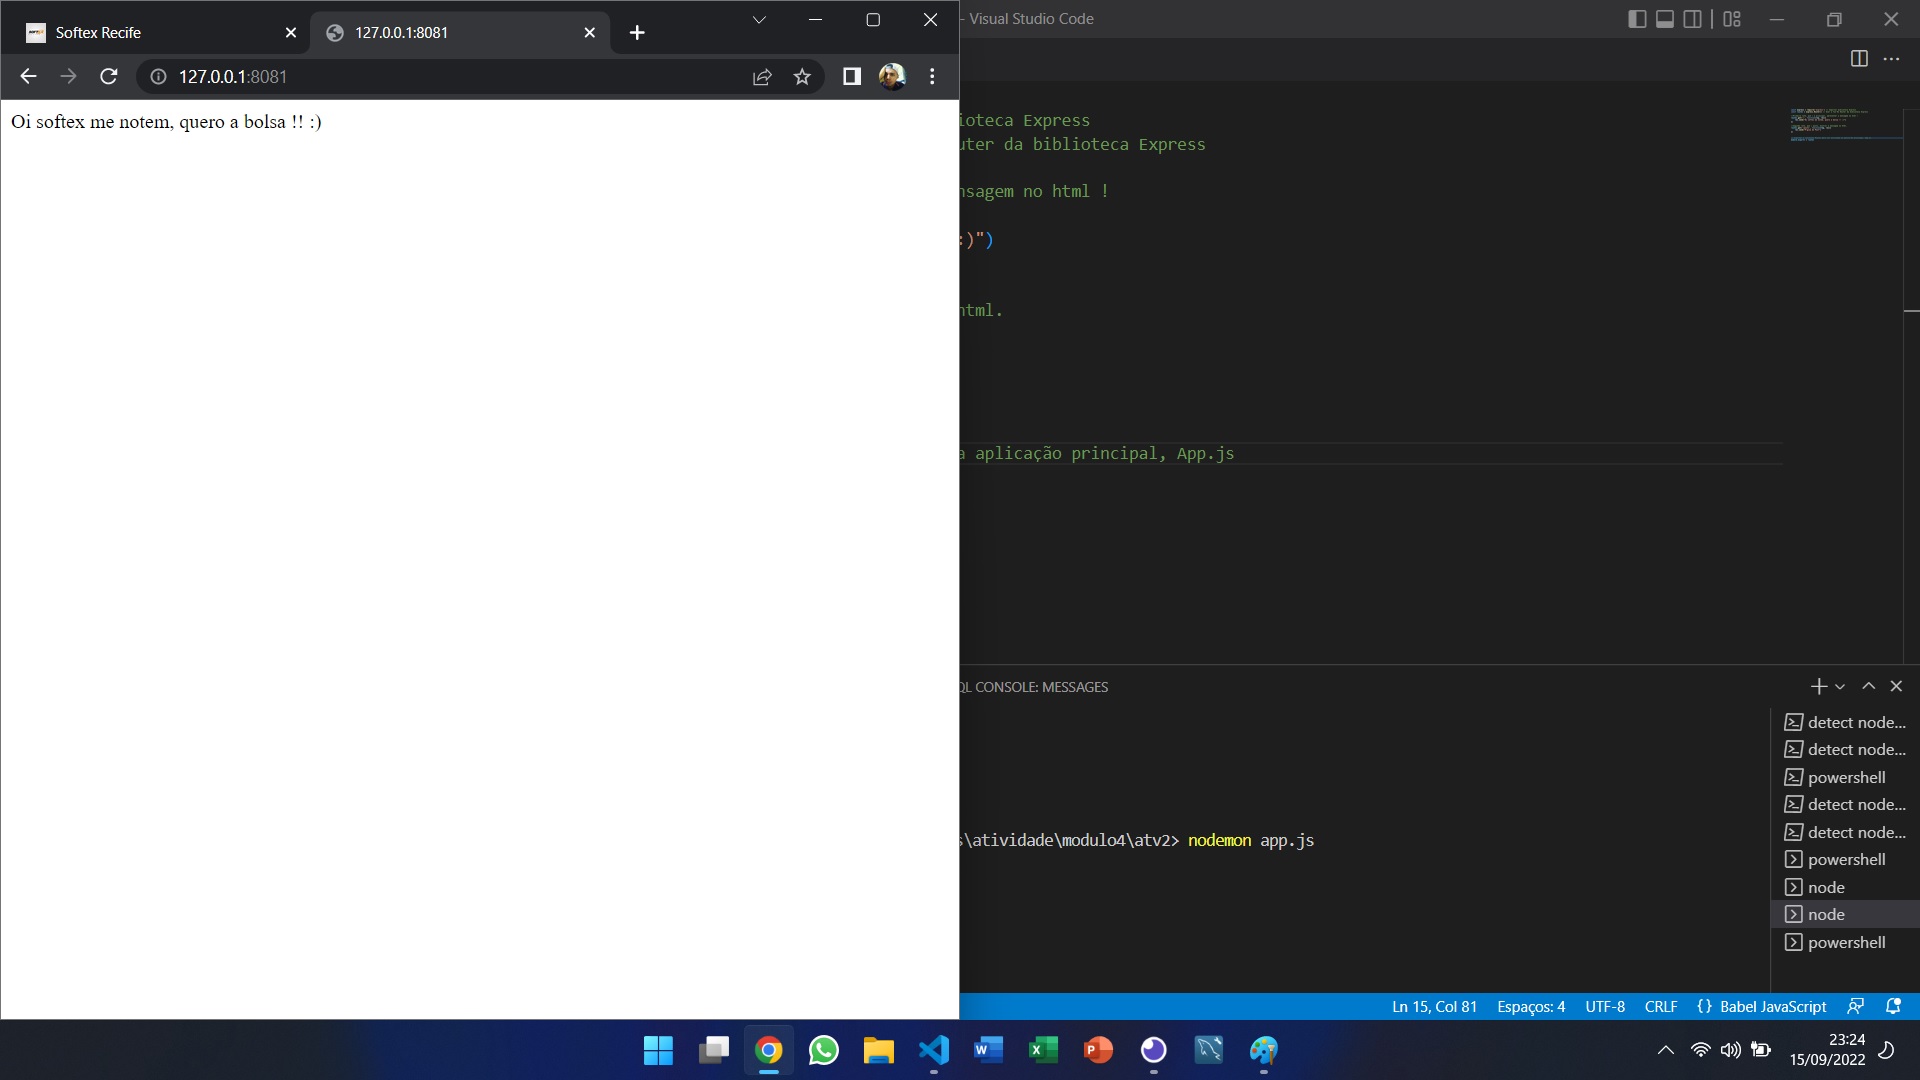 Softex Recife
127.0.0.1:8081
127.0.0.1:8081
Oi softex me notem, quero a bolsa !! :)
- Visual Studio Code
ioteca Express
uter da biblioteca Express
nsagem no html !
:)")
html.
a aplicação principal, App.js
QL CONSOLE: MESSAGES
s\atividade\modulo4\atv2> nodemon app.js
detect node...
detect node...
powershell
detect node...
detect node...
powershell
node
node
powershell
Ln 15, Col 81 Espaços: 4 UTF-8 CRLF {} Babel JavaScript
23:24
15/09/2022